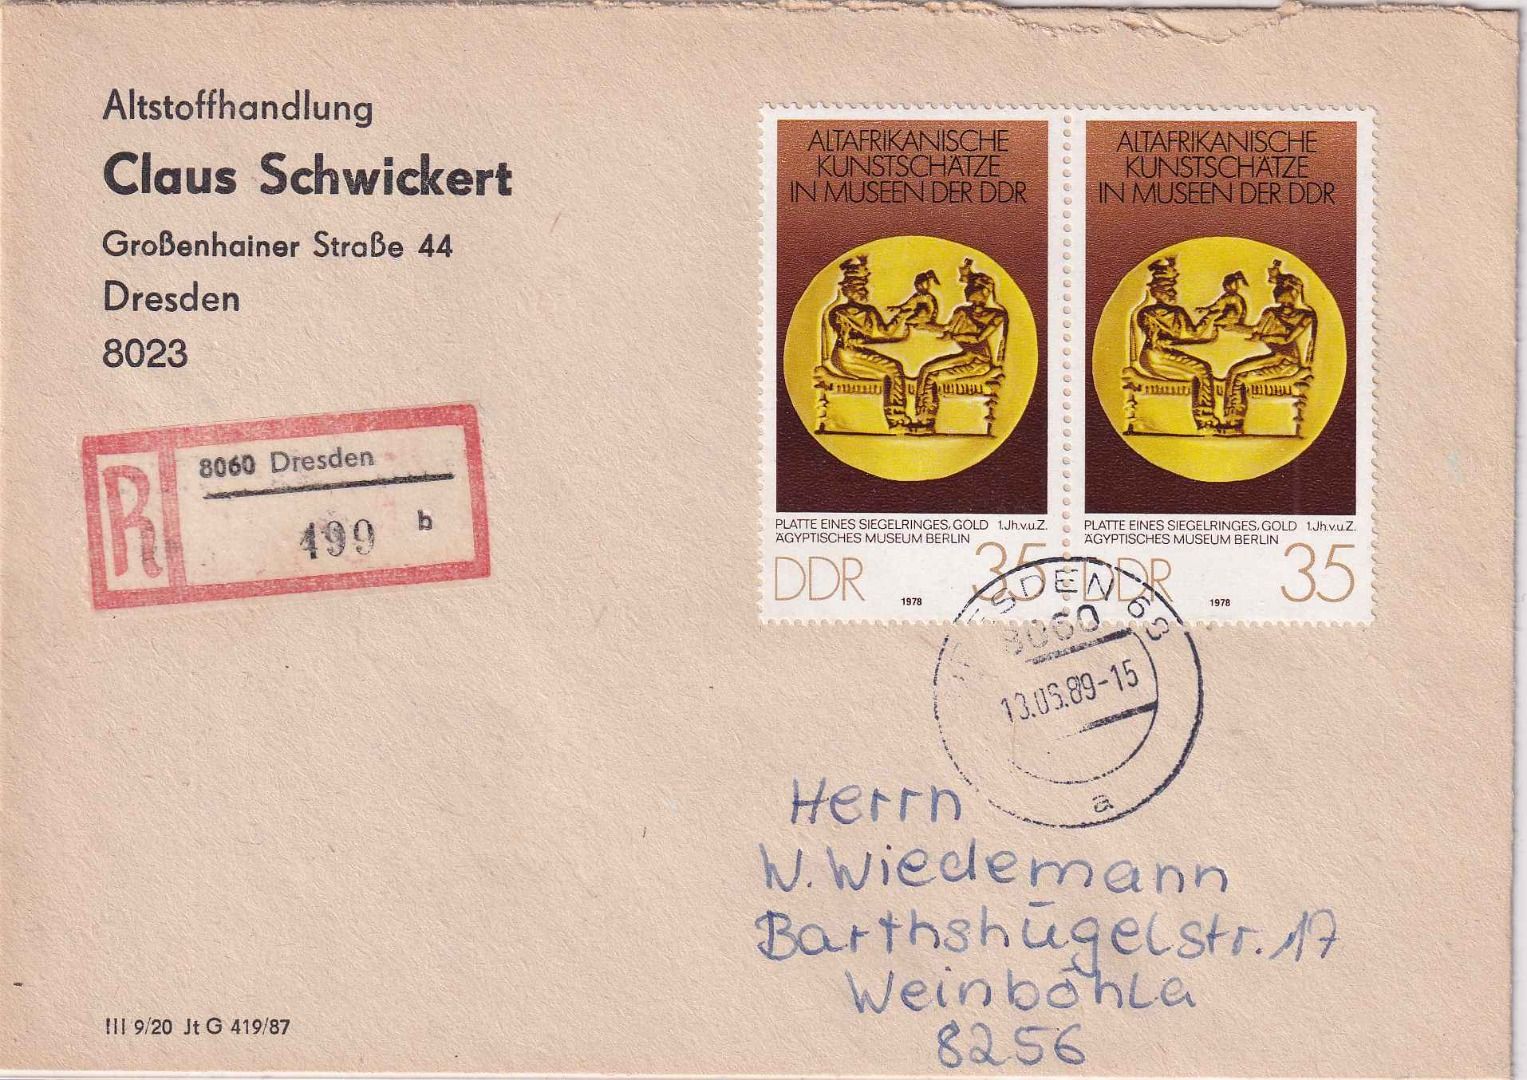 Altstoffhandlung
Claus Schwickert
Großenhainer Straße 44
Dresden
8023
R
8060 Dresden
499 b
ALTAFRIKANISCHE
KUNSTSCHÄTZE
IN MUSEEN DER DDR
PLATTE EINES SIEGELRINGES, GOLD 1.Jh.v.u.Z.
ÄGYPTISCHES MUSEUM BERLIN
DDR 1978 35
ALTAFRIKANISCHE
KUNSTSCHÄTZE
IN MUSEEN DER DDR
PLATTE EINES SIEGELRINGES, GOLD 1.Jh.v.u.Z.
ÄGYPTISCHES MUSEUM BERLIN
DDR 1978 35
DRESDEN
8060
-15
a
Herrn
W. Wiedemann
Barthshügelstr. 17
Weinböhla
8256
III 9/20 Jt G 419/87